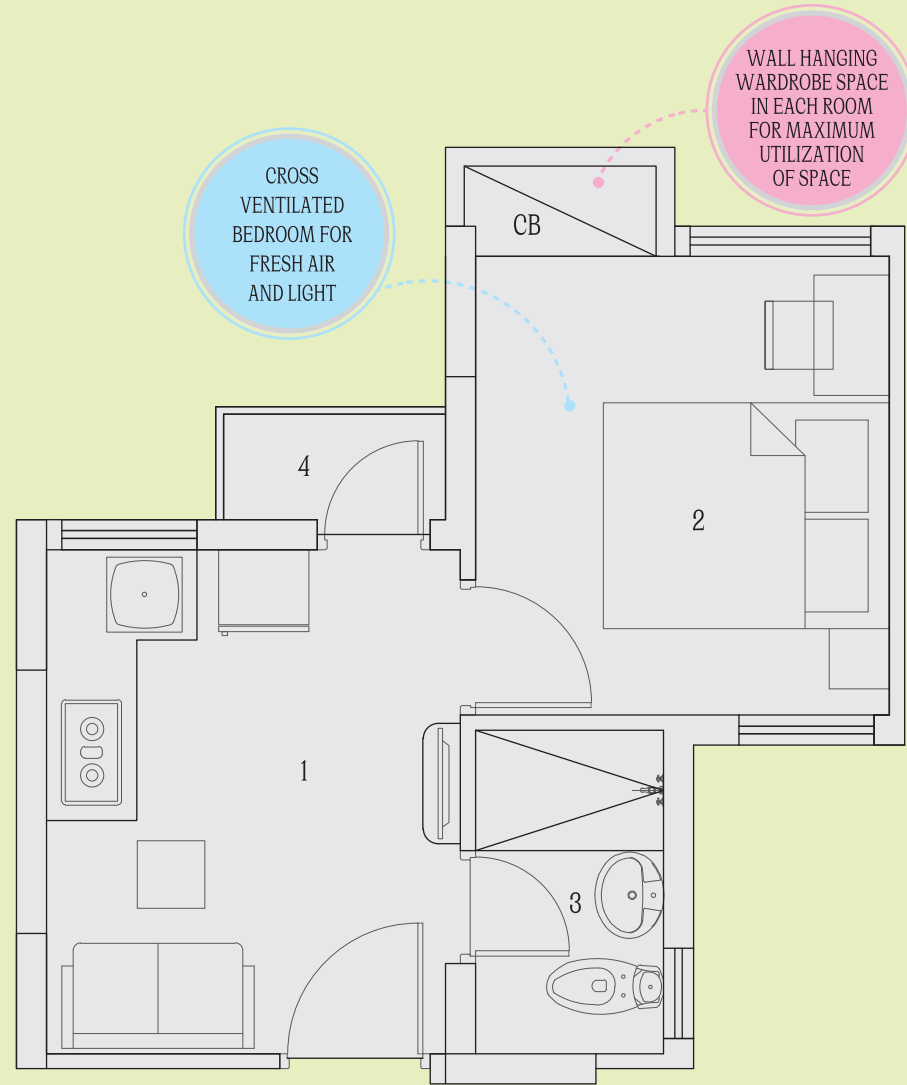 WALL HANGING
WARDROBE SPACE
IN EACH ROOM
FOR MAXIMUM
UTILIZATION
OF SPACE
CROSS
VENTILATED
BEDROOM FOR
FRESH AIR
AND LIGHT
CB
4
2
1
3